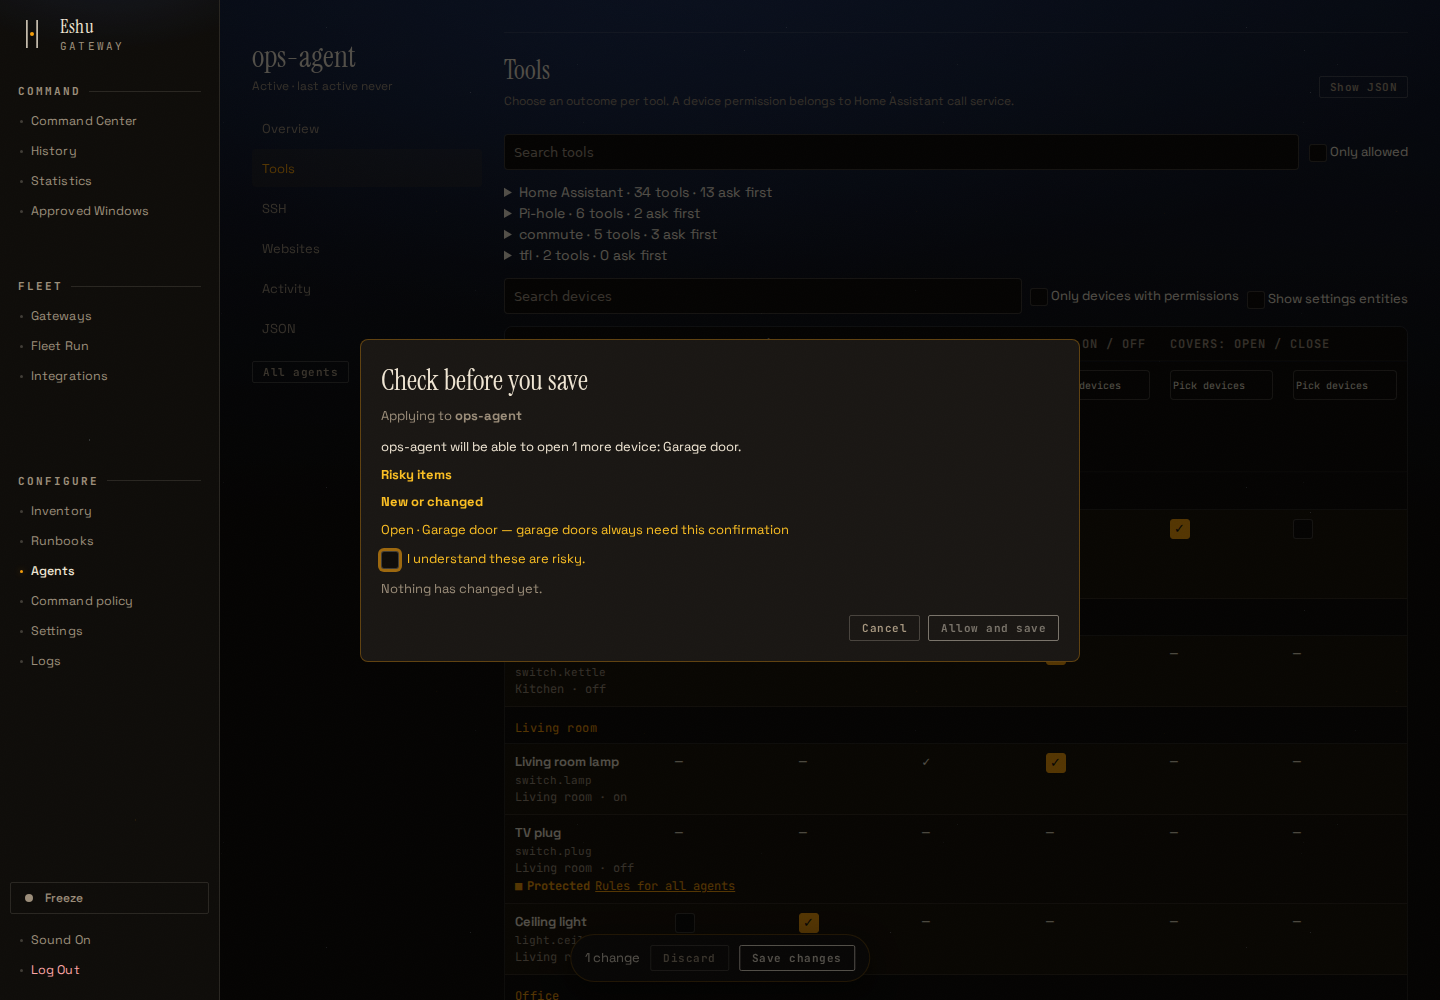 Eshu
GATEWAY
COMMAND
Command Center
History
Statistics
Approved Windows
FLEET
Gateways
Fleet Run
Integrations
CONFIGURE
Inventory
Runbooks
Agents
Command policy
Settings
Logs
Freeze
Sound On
Log Out
ops-agent
Active · last active never
Overview
Tools
SSH
Websites
Activity
JSON
All agents
Tools
Choose an outcome per tool. A device permission belongs to Home Assistant call service.
Show JSON
Search tools
Only allowed
▶ Home Assistant · 34 tools · 13 ask first
▶ Pi-hole · 6 tools · 2 ask first
▶ commute · 5 tools · 3 ask first
▶ tfl · 2 tools · 0 ask first
Search devices
Only devices with permissions
Show settings entities
ON / OFF
COVERS: OPEN / CLOSE
devices
Pick devices
Pick devices
Check before you save
Applying to ops-agent
ops-agent will be able to open 1 more device: Garage door.
Risky items
New or changed
Open · Garage door — garage doors always need this confirmation
I understand these are risky.
Nothing has changed yet.
Cancel
Allow and save
switch.kettle
Kitchen · off
Living room
Living room lamp
switch.lamp
Living room · on
TV plug
switch.plug
Living room · off
Protected Rules for all agents
Ceiling light
1 change
Discard
Save changes
Office